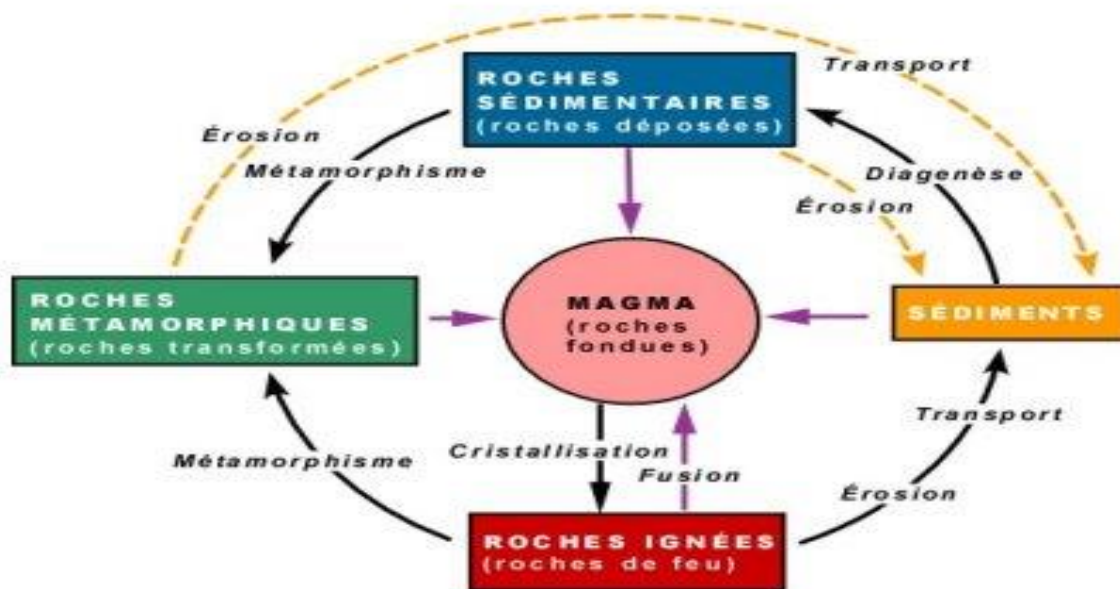 Transport
ROCHES
SÉDIMENTAIRES
(roches déposées)
Érosion
Métamorphisme
Diagenèse
Érosion
ROCHES
MÉTAMORPHIQUES
(roches transformées)
MAGMA
(roches
fondues)
SÉDIMENTS
Transport
Cristallisation
Métamorphisme
Fusion
Érosion
ROCHES IGNÉES
(roches de feu)